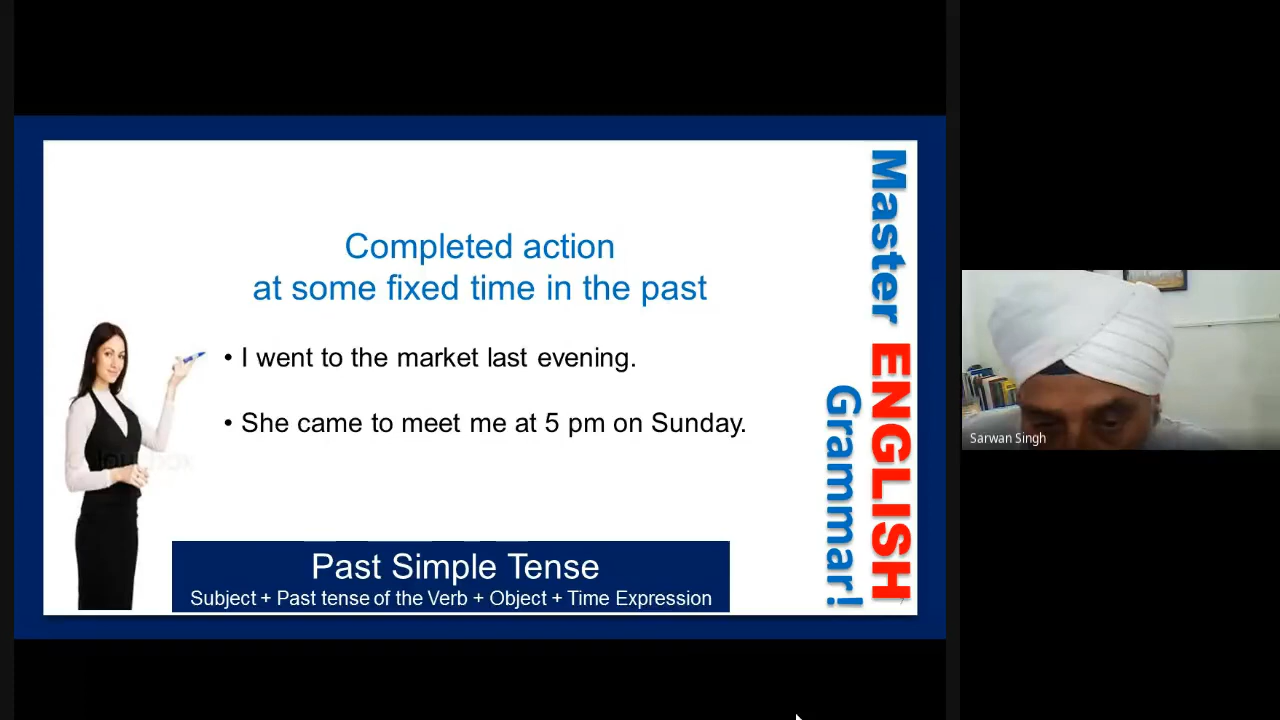 Completed action
at some fixed time in the past
• I went to the market last evening.
• She came to meet me at 5 pm on Sunday.
Past Simple Tense
Subject + Past tense of the Verb + Object + Time Expression
Master ENGLISH
Grammar!
7
Sarwan Singh